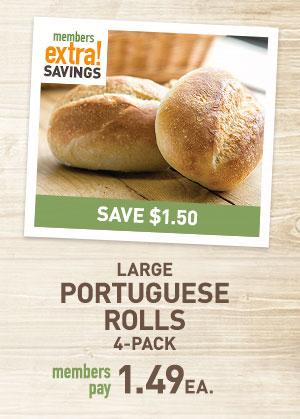 members
extra!
SAVINGS
SAVE $1.50
LARGE
PORTUGUESE
ROLLS
4-PACK
members
pay 1.49EA.